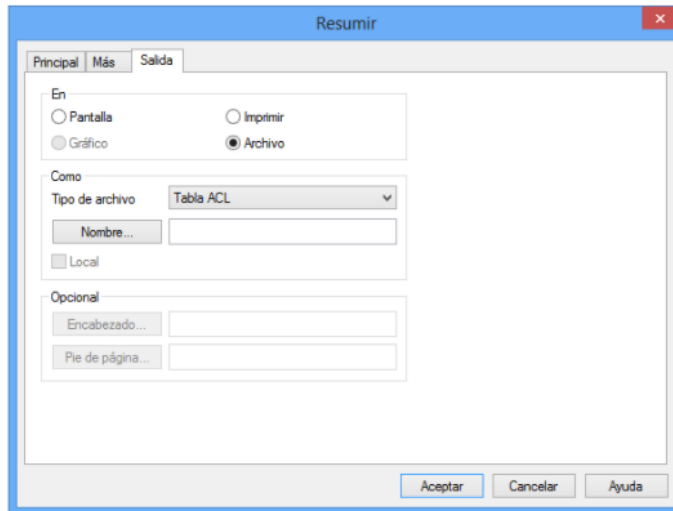 Resumir
Principal Más Salida
En
Pantalla Imprimir
Gráfico Archivo
Como
Tipo de archivo Tabla ACL
Nombre...
Local
Opcional
Encabezado...
Pie de página...
Aceptar Cancelar Ayuda